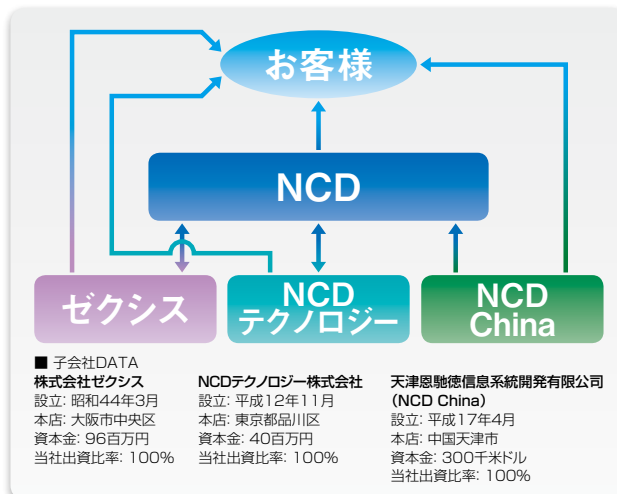 お客様
NCD
ゼクシス
NCD
テクノロジー
NCD
China
■ 子会社DATA
株式会社ゼクシス
設立: 昭和44年3月
本店: 大阪市中央区
資本金: 96百万円
当社出資比率: 100%
NCDテクノロジー株式会社
設立: 平成12年11月
本店: 東京都品川区
資本金: 40百万円
当社出資比率: 100%
天津恩馳徳信息系統開発有限公司
(NCD China)
設立: 平成17年4月
本店: 中国天津市
資本金: 300千米ドル
当社出資比率: 100%